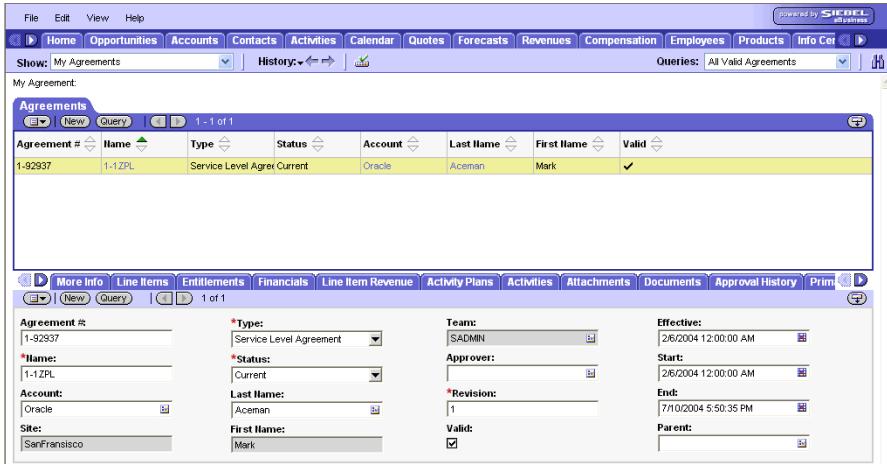 File Edit View Help powered by SIEBEL eBusiness
Home Opportunities Accounts Contacts Activities Calendar Quotes Forecasts Revenues Compensation Employees Products Info Cen
Show: My Agreements History: Queries: All Valid Agreements
My Agreement:
Agreements
New Query 1 - 1 of 1
Agreement # Name Type Status Account Last Name First Name Valid
1-92937 1-1ZPL Service Level Agree Current Oracle Aceman Mark
More Info Line Items Entitlements Financials Line Item Revenue Activity Plans Activities Attachments Documents Approval History Prim
New Query 1 of 1
Agreement #: *Type: Team: Effective:
1-92937 Service Level Agreement SADMIN 2/6/2004 12:00:00 AM
*Name: *Status: Approver: Start:
1-1ZPL Current 2/6/2004 12:00:00 AM
Account: Last Name: *Revision: End:
Oracle Aceman 1 7/10/2004 5:50:35 PM
Site: First Name: Valid: Parent:
SanFransisco Mark